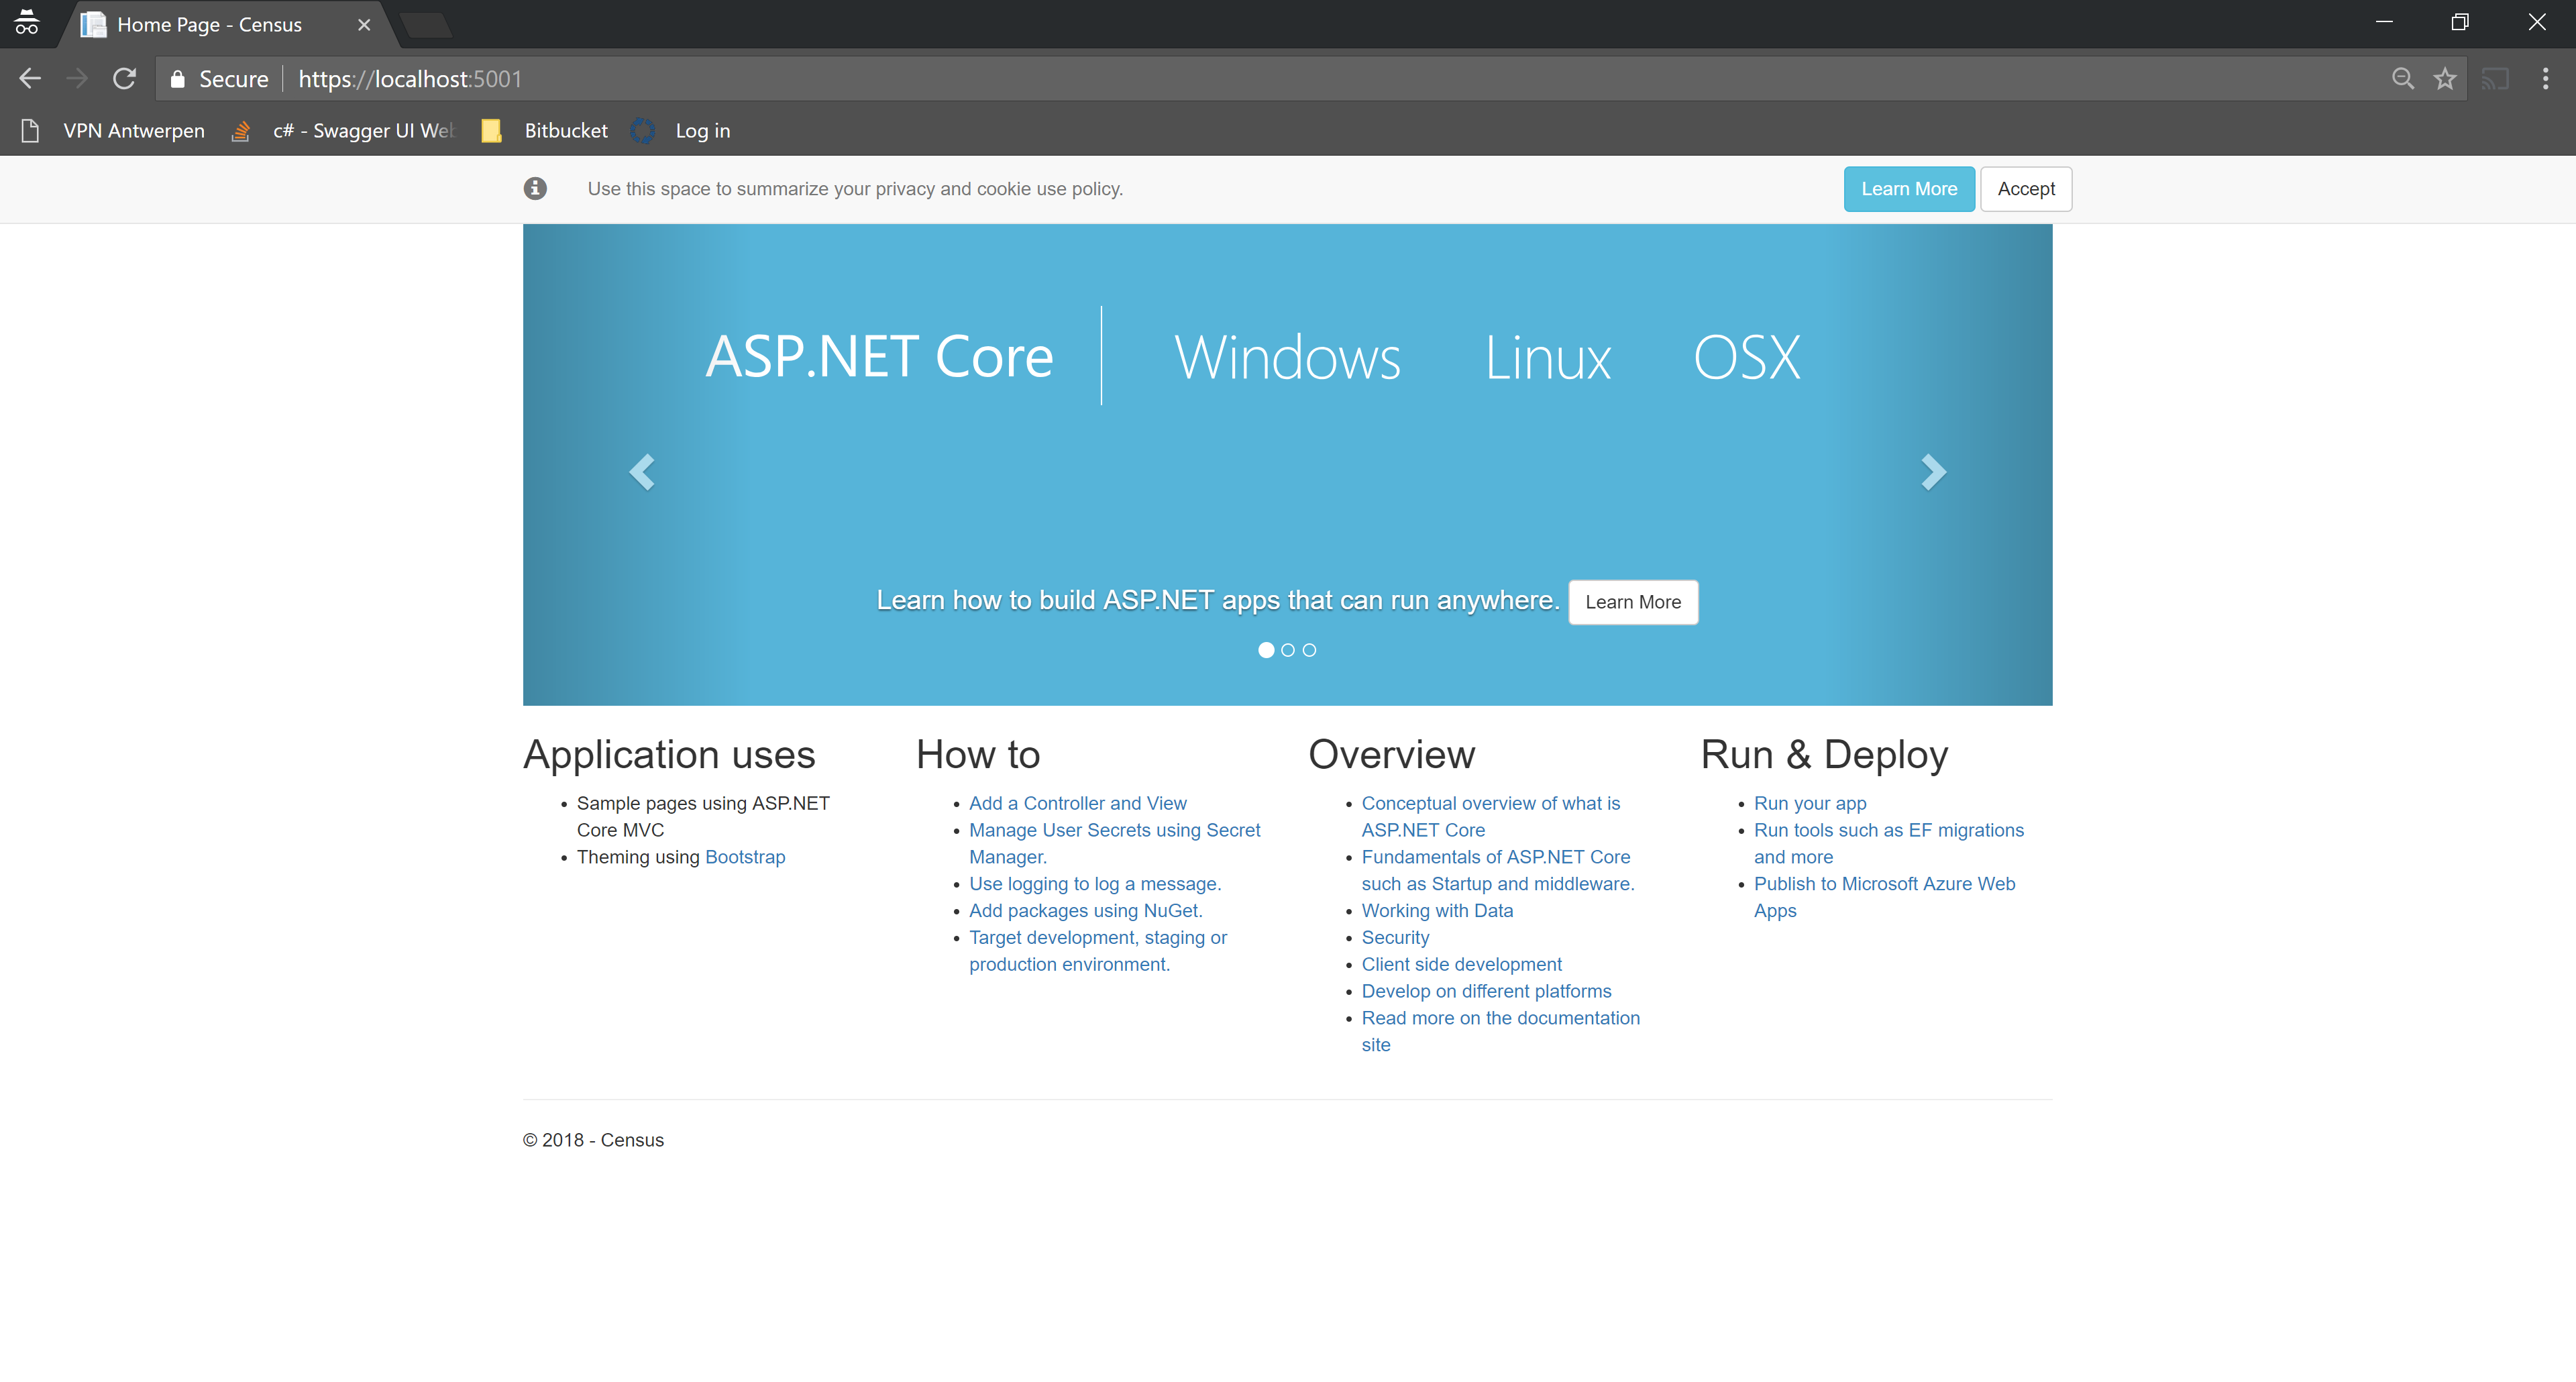 Home Page - Census
Secure https://localhost:5001
VPN Antwerpen c# - Swagger UI Web Bitbucket Log in
Use this space to summarize your privacy and cookie use policy. Learn More Accept
ASP.NET Core Windows Linux OSX
Learn how to build ASP.NET apps that can run anywhere. Learn More
Application uses
Sample pages using ASP.NET
Core MVC
Theming using Bootstrap
How to
Add a Controller and View
Manage User Secrets using Secret
Manager.
Use logging to log a message.
Add packages using NuGet.
Target development, staging or
production environment.
Overview
Conceptual overview of what is
ASP.NET Core
Fundamentals of ASP.NET Core
such as Startup and middleware.
Working with Data
Security
Client side development
Develop on different platforms
Read more on the documentation
site
Run & Deploy
Run your app
Run tools such as EF migrations
and more
Publish to Microsoft Azure Web
Apps
© 2018 - Census